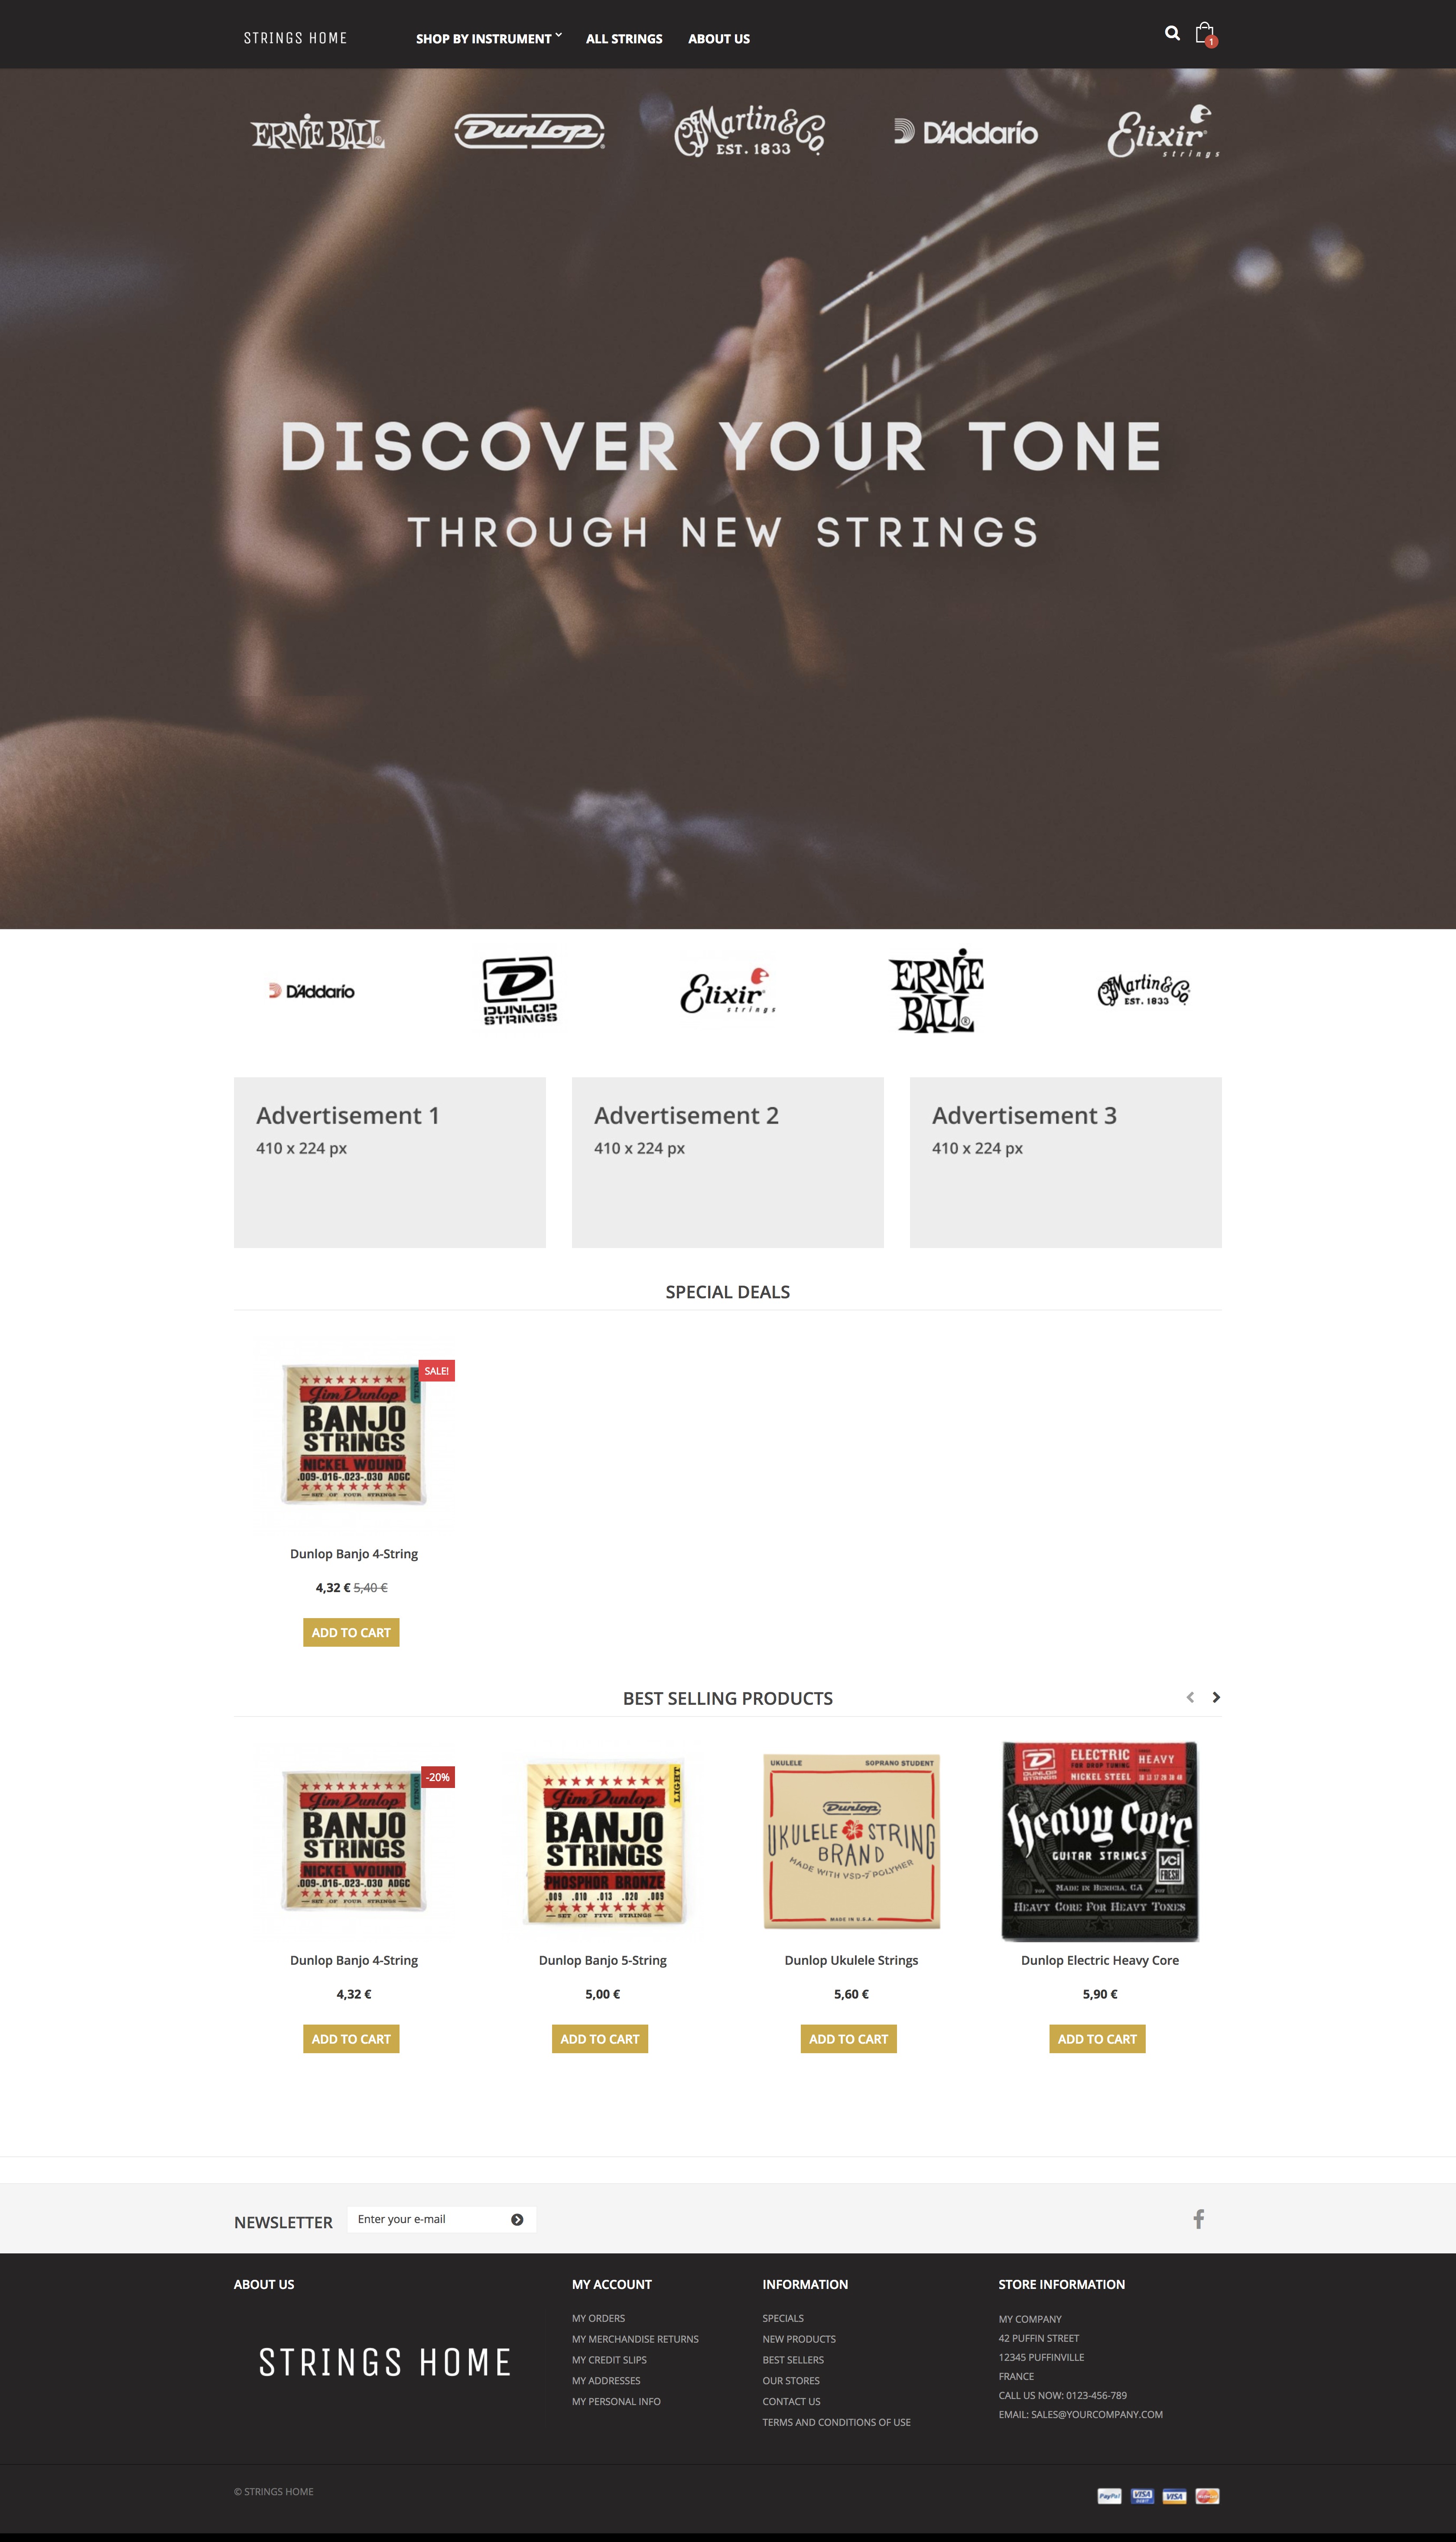 STRINGS HOME
SHOP BY INSTRUMENT
ALL STRINGS
ABOUT US
1
ERNIE BALL®
Dunlop®
CF Martin & Co.
EST. 1833
D'Addario
Elixir®
strings
DISCOVER YOUR TONE
THROUGH NEW STRINGS
D'Addario
D
DUNLOP
STRINGS
Elixir
strings
ERNIE
BALL®
CF Martin & Co.
EST. 1833
Advertisement 1
410 x 224 px
Advertisement 2
410 x 224 px
Advertisement 3
410 x 224 px
SPECIAL DEALS
SALE!
TENOR
Jim Dunlop
BANJO
STRINGS
NICKEL WOUND
.009-.016-.023-.030 ADGC
SET OF FOUR STRINGS
Dunlop Banjo 4-String
4,32 € 5,40 €
ADD TO CART
BEST SELLING PRODUCTS
-20%
TENOR
Jim Dunlop
BANJO
STRINGS
NICKEL WOUND
.009-.016-.023-.030 ADGC
SET OF FOUR STRINGS
Dunlop Banjo 4-String
4,32 €
ADD TO CART
LIGHT
Jim Dunlop
BANJO
STRINGS
PHOSPHOR BRONZE
.009 .010 .013 .020 .009
SET OF FIVE STRINGS
Dunlop Banjo 5-String
5,00 €
ADD TO CART
UKULELE
SOPRANO STUDENT
Dunlop
UKULELE STRING
BRAND
MADE WITH VSD-7 POLYMER
MADE IN U.S.A.
Dunlop Ukulele Strings
5,60 €
ADD TO CART
D
DUNLOP
STRINGS
ELECTRIC
FOR DROP TUNING
NICKEL STEEL
HEAVY
Heavy Core
GUITAR STRINGS
VCI
FRESH
MADE IN BENICIA, CA
HEAVY CORE FOR HEAVY TONES
Dunlop Electric Heavy Core
5,90 €
ADD TO CART
NEWSLETTER
Enter your e-mail
ABOUT US
STRINGS HOME
MY ACCOUNT
MY ORDERS
MY MERCHANDISE RETURNS
MY CREDIT SLIPS
MY ADDRESSES
MY PERSONAL INFO
INFORMATION
SPECIALS
NEW PRODUCTS
BEST SELLERS
OUR STORES
CONTACT US
TERMS AND CONDITIONS OF USE
STORE INFORMATION
MY COMPANY
42 PUFFIN STREET
12345 PUFFINVILLE
FRANCE
CALL US NOW: 0123-456-789
EMAIL: SALES@YOURCOMPANY.COM
© STRINGS HOME
PayPal
VISA
VISA